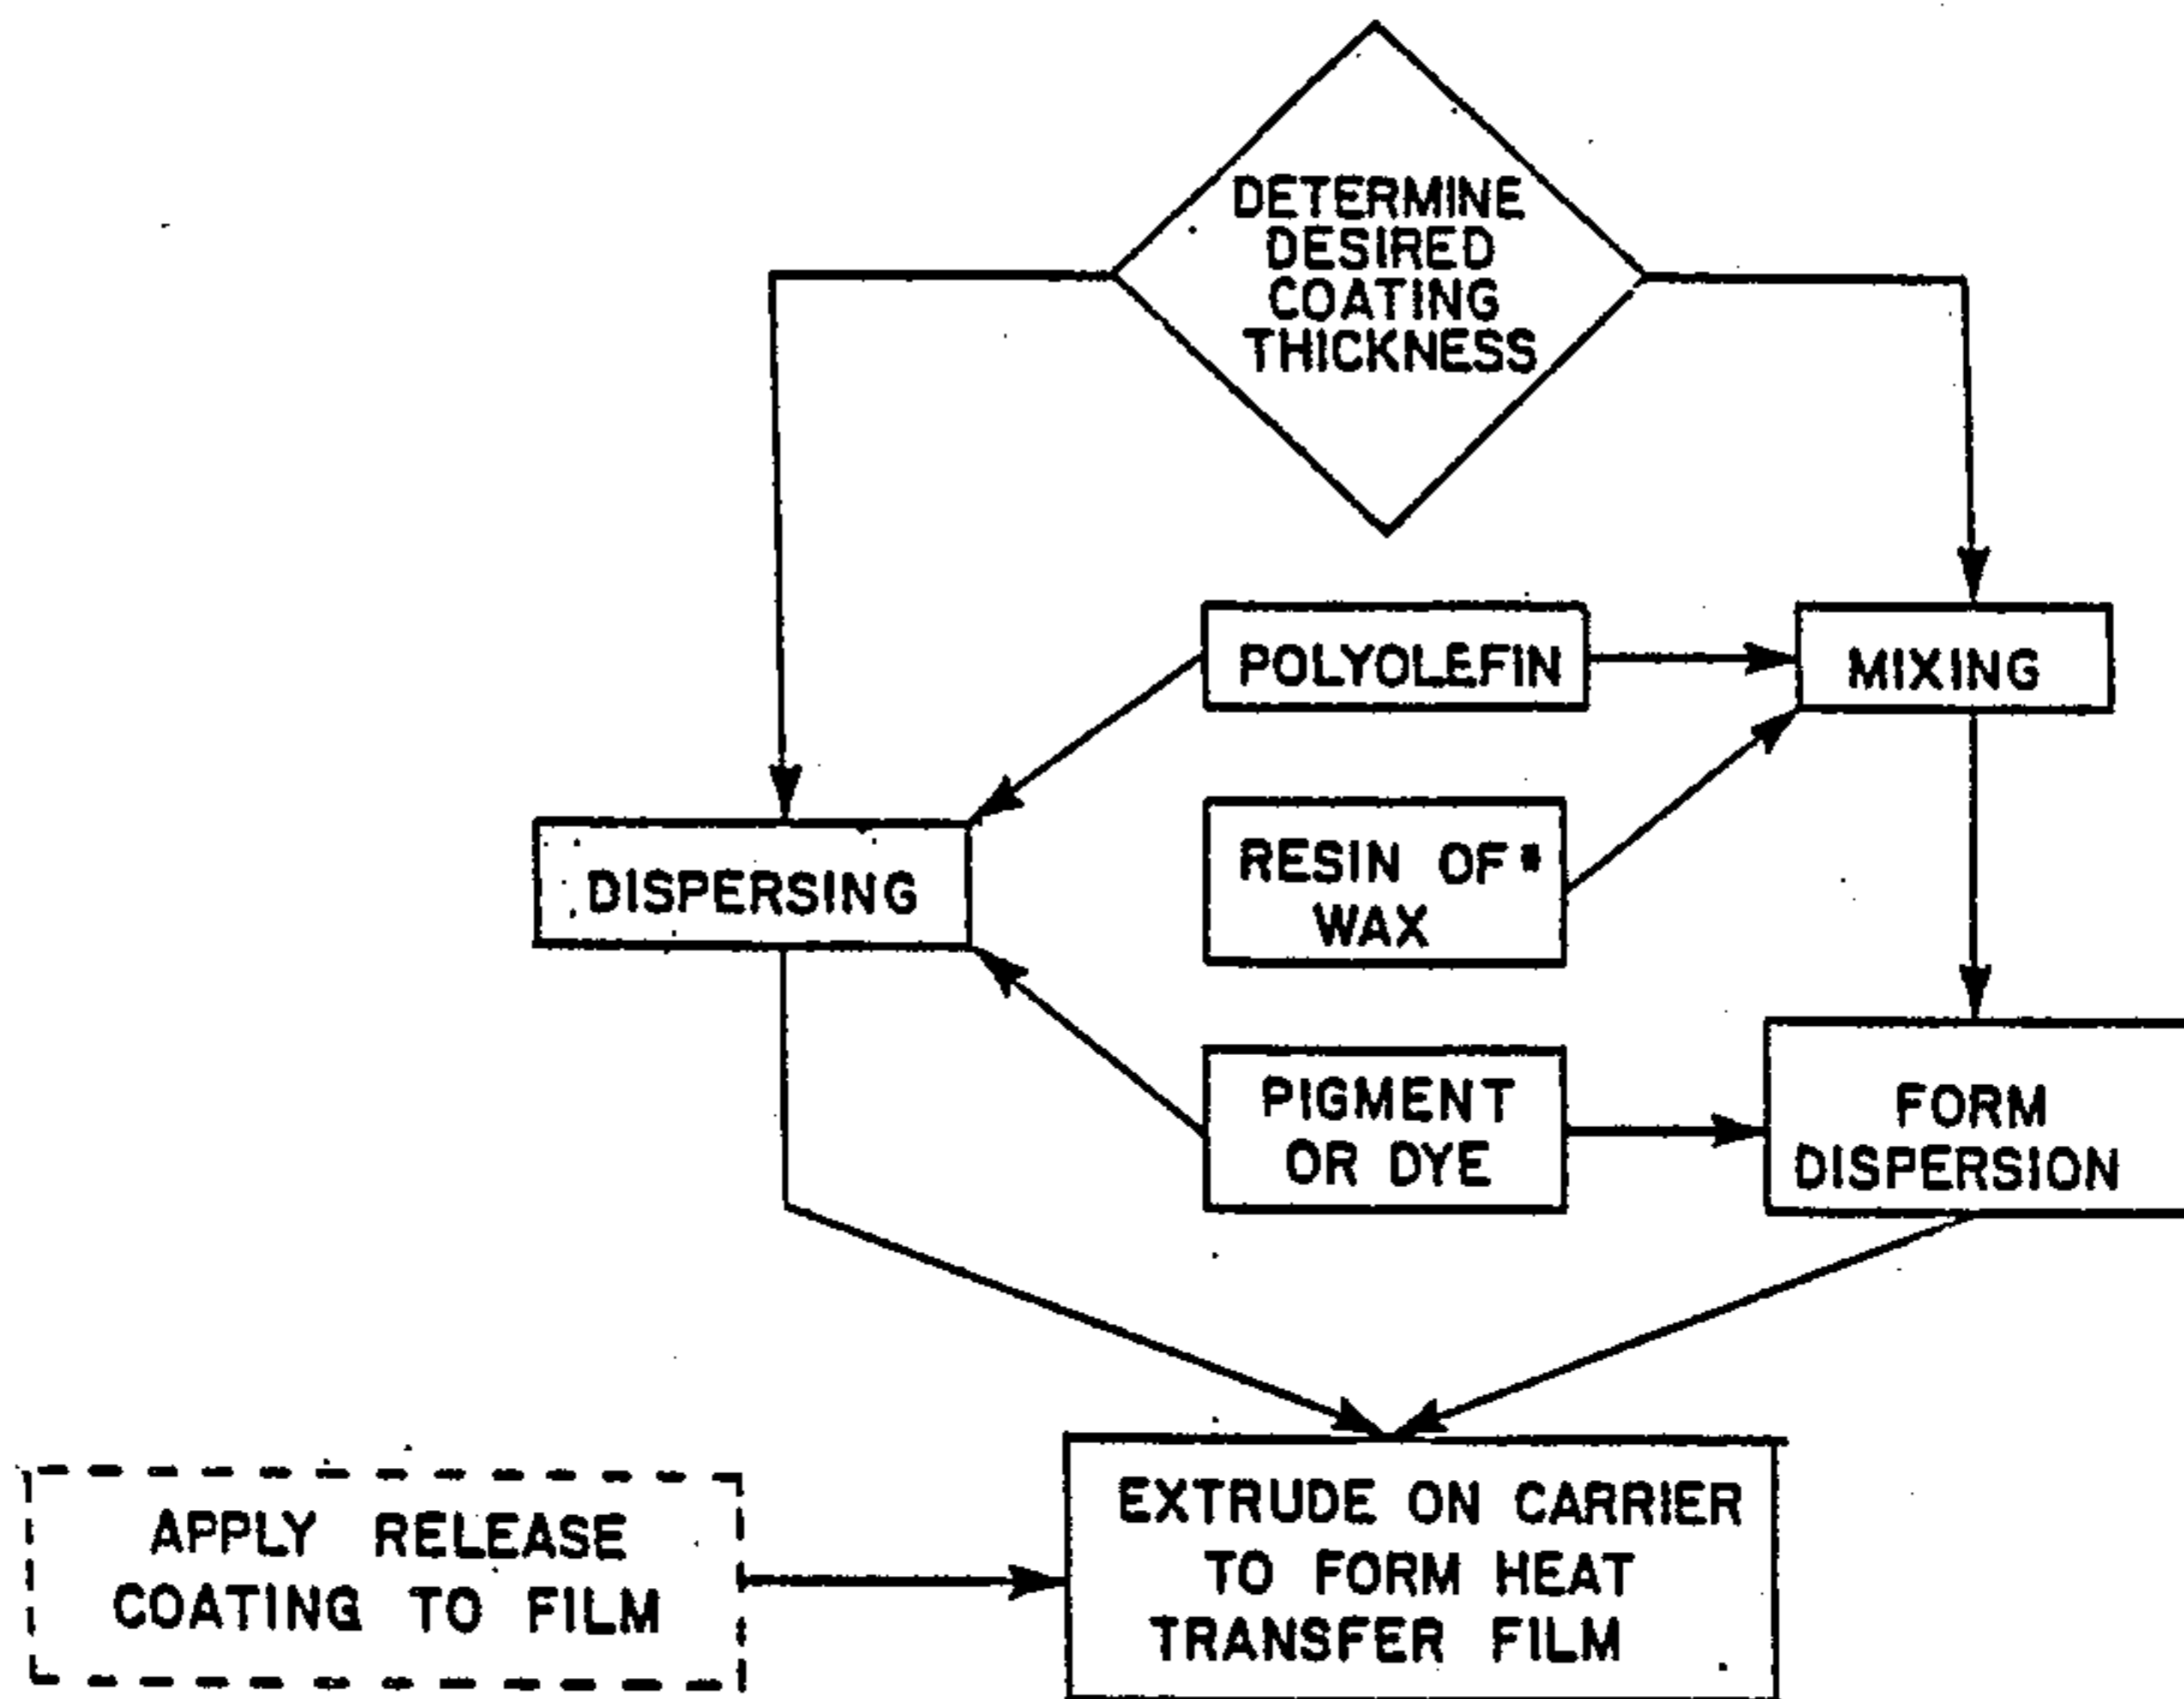 DETERMINE
DESIRED
COATING
THICKNESS
POLYOLEFIN
MIXING
DISPERSING
RESIN OF*
WAX
PIGMENT
OR DYE
FORM
DISPERSION
APPLY RELEASE
COATING TO FILM
EXTRUDE ON CARRIER
TO FORM HEAT
TRANSFER FILM